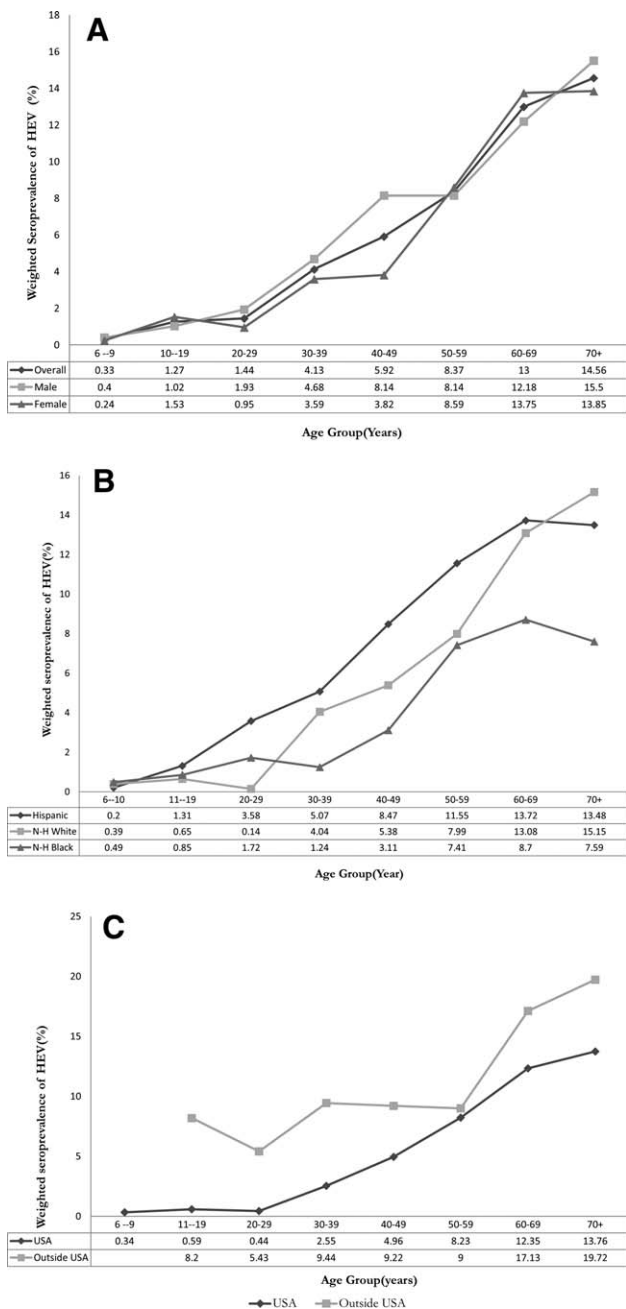 A
Weighted Seroprevalence of HEV (%)
18
16
14
12
10
8
6
4
2
0
6 --9 10--19 20-29 30-39 40-49 50-59 60-69 70+
Overall 0.33 1.27 1.44 4.13 5.92 8.37 13 14.56
Male 0.4 1.02 1.93 4.68 8.14 8.14 12.18 15.5
Female 0.24 1.53 0.95 3.59 3.82 8.59 13.75 13.85
Age Group(Years)
B
Weighted seroprevalence of HEV(%)
16
14
12
10
8
6
4
2
0
6--10 11--19 20-29 30-39 40-49 50-59 60-69 70+
Hispanic 0.2 1.31 3.58 5.07 8.47 11.55 13.72 13.48
N-H White 0.39 0.65 0.14 4.04 5.38 7.99 13.08 15.15
N-H Black 0.49 0.85 1.72 1.24 3.11 7.41 8.7 7.59
Age Group(Year)
C
Weighted seroprevalence of HEV(%)
25
20
15
10
5
0
6 --9 11--19 20-29 30-39 40-49 50-59 60-69 70+
USA 0.34 0.59 0.44 2.55 4.96 8.23 12.35 13.76
Outside USA 8.2 5.43 9.44 9.22 9 17.13 19.72
Age Group(years)
USA Outside USA